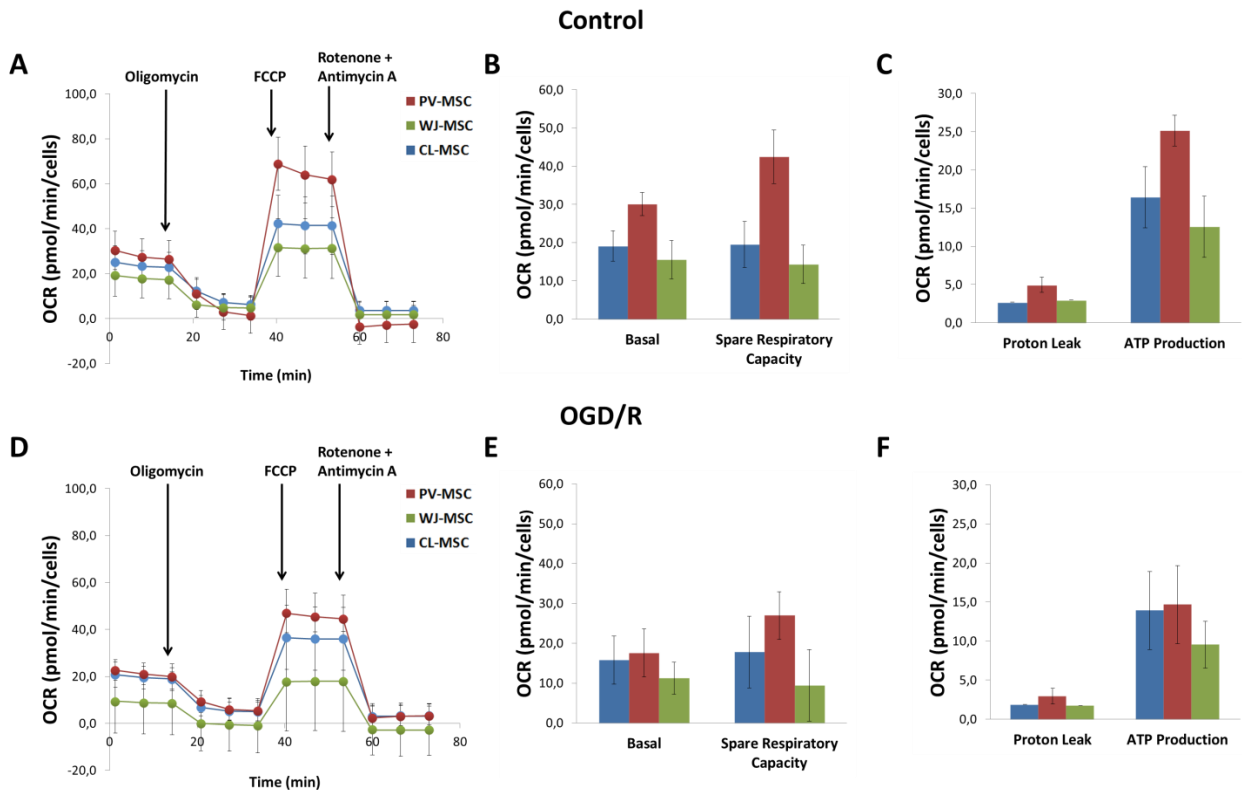 Control
A
Oligomycin
FCCP
Rotenone +
Antimycin A
PV-MSC
WJ-MSC
CL-MSC
OCR (pmol/min/cells)
100,0
80,0
60,0
40,0
20,0
0,0
-20,0
0
20
40
60
80
Time (min)
B
OCR (pmol/min/cells)
60,0
50,0
40,0
30,0
20,0
10,0
0,0
Basal
Spare Respiratory
Capacity
C
OCR (pmol/min/cells)
30,0
25,0
20,0
15,0
10,0
5,0
0,0
Proton Leak
ATP Production
OGD/R
D
Oligomycin
FCCP
Rotenone +
Antimycin A
PV-MSC
WJ-MSC
CL-MSC
OCR (pmol/min/cells)
100,0
80,0
60,0
40,0
20,0
0,0
-20,0
0
20
40
60
80
Time (min)
E
OCR (pmol/min/cells)
60,0
50,0
40,0
30,0
20,0
10,0
0,0
Basal
Spare Respiratory
Capacity
F
OCR (pmol/min/cells)
30,0
25,0
20,0
15,0
10,0
5,0
0,0
Proton Leak
ATP Production